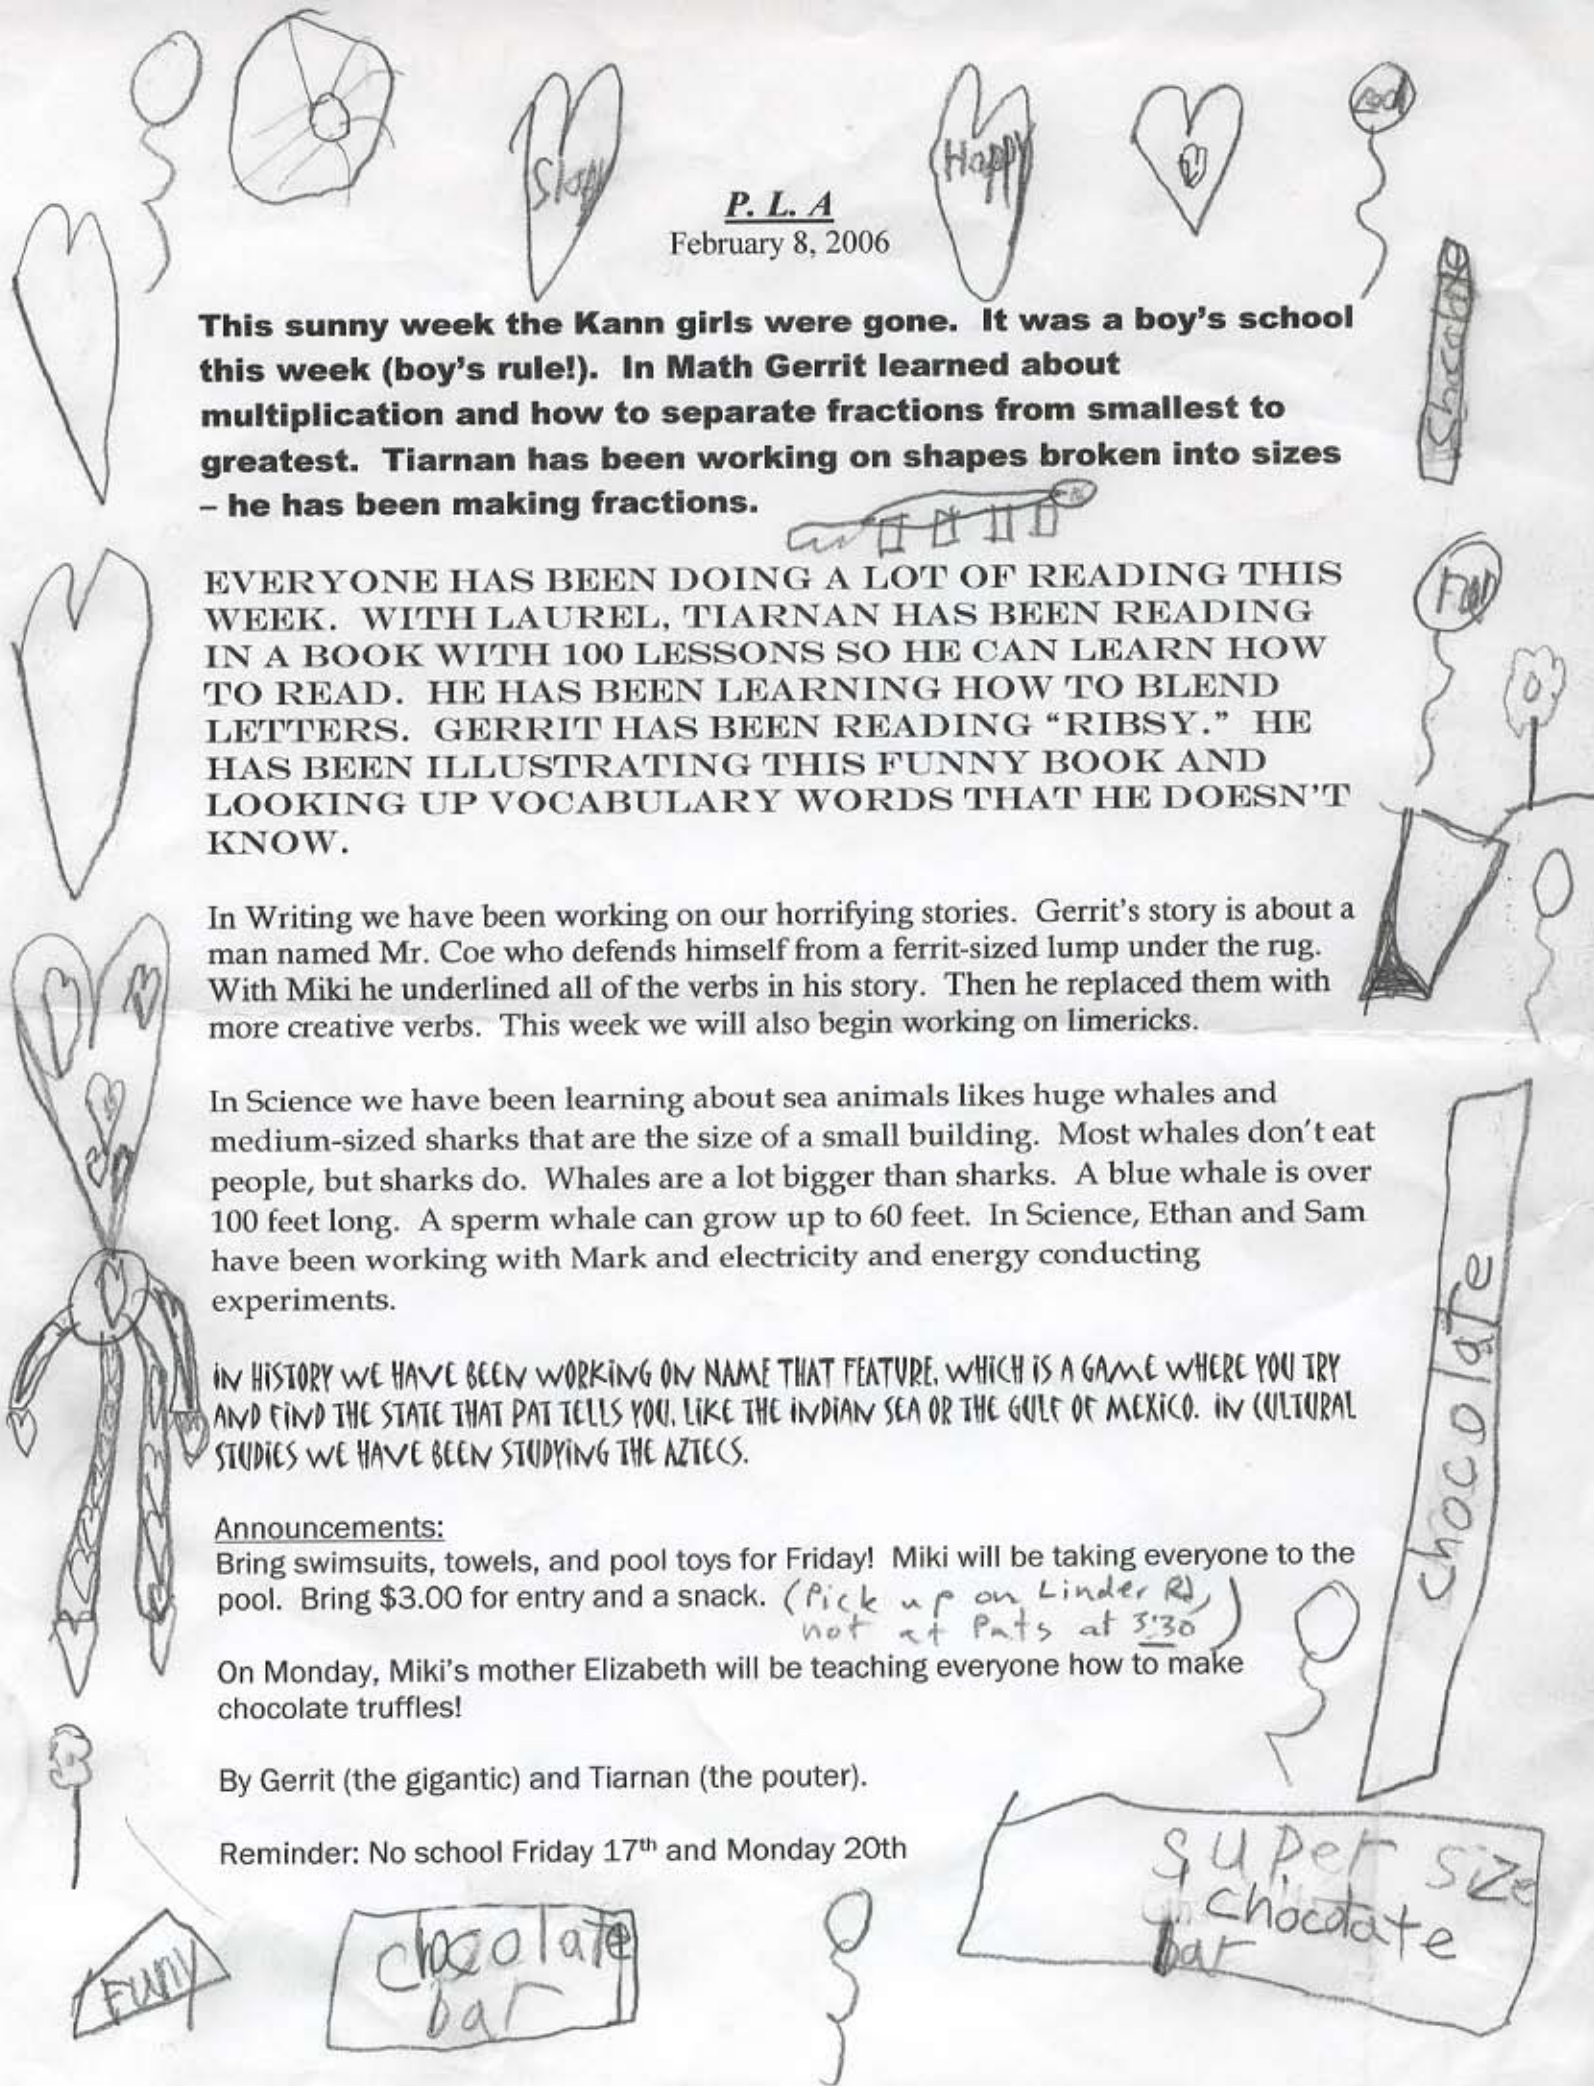 Happy
P. L. A
February 8, 2006
This sunny week the Kann girls were gone. It was a boy's school
this week (boy's rule!). In Math Gerrit learned about
multiplication and how to separate fractions from smallest to
greatest. Tiarnan has been working on shapes broken into sizes
– he has been making fractions.
EVERYONE HAS BEEN DOING A LOT OF READING THIS
WEEK. WITH LAUREL, TIARNAN HAS BEEN READING
IN A BOOK WITH 100 LESSONS SO HE CAN LEARN HOW
TO READ. HE HAS BEEN LEARNING HOW TO BLEND
LETTERS. GERRIT HAS BEEN READING “RIBSY.” HE
HAS BEEN ILLUSTRATING THIS FUNNY BOOK AND
LOOKING UP VOCABULARY WORDS THAT HE DOESN'T
KNOW.
In Writing we have been working on our horrifying stories. Gerrit's story is about a
man named Mr. Coe who defends himself from a ferrit-sized lump under the rug.
With Miki he underlined all of the verbs in his story. Then he replaced them with
more creative verbs. This week we will also begin working on limericks.
In Science we have been learning about sea animals likes huge whales and
medium-sized sharks that are the size of a small building. Most whales don't eat
people, but sharks do. Whales are a lot bigger than sharks. A blue whale is over
100 feet long. A sperm whale can grow up to 60 feet. In Science, Ethan and Sam
have been working with Mark and electricity and energy conducting
experiments.
IN HISTORY WE HAVE BEEN WORKING ON NAME THAT FEATURE, WHICH IS A GAME WHERE YOU TRY
AND FIND THE STATE THAT PAT TELLS YOU, LIKE THE INDIAN SEA OR THE GULF OF MEXICO. IN CULTURAL
STUDIES WE HAVE BEEN STUDYING THE AZTECS.
chocolate
Announcements:
Bring swimsuits, towels, and pool toys for Friday! Miki will be taking everyone to the
pool. Bring $3.00 for entry and a snack. (Pick up on Linder Rd,
not at Pats at 3:30)
On Monday, Miki's mother Elizabeth will be teaching everyone how to make
chocolate truffles!
By Gerrit (the gigantic) and Tiarnan (the pouter).
Reminder: No school Friday 17th and Monday 20th
super size
chocolate
bar
Funy
chocolate
bar